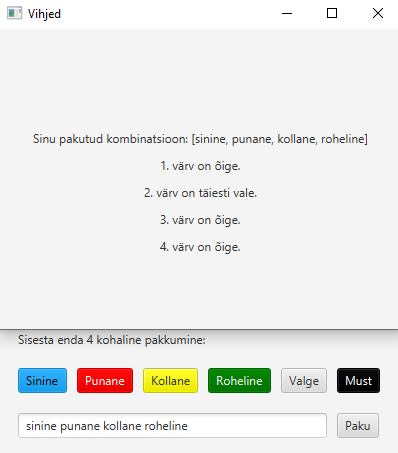 Vihjed
Sinu pakutud kombinatsioon: [sinine, punane, kollane, roheline]
1. värv on õige.
2. värv on täiesti vale.
3. värv on õige.
4. värv on õige.
Sisesta enda 4 kohaline pakkumine:
Sinine Punane Kollane Roheline Valge Must
sinine punane kollane roheline Paku